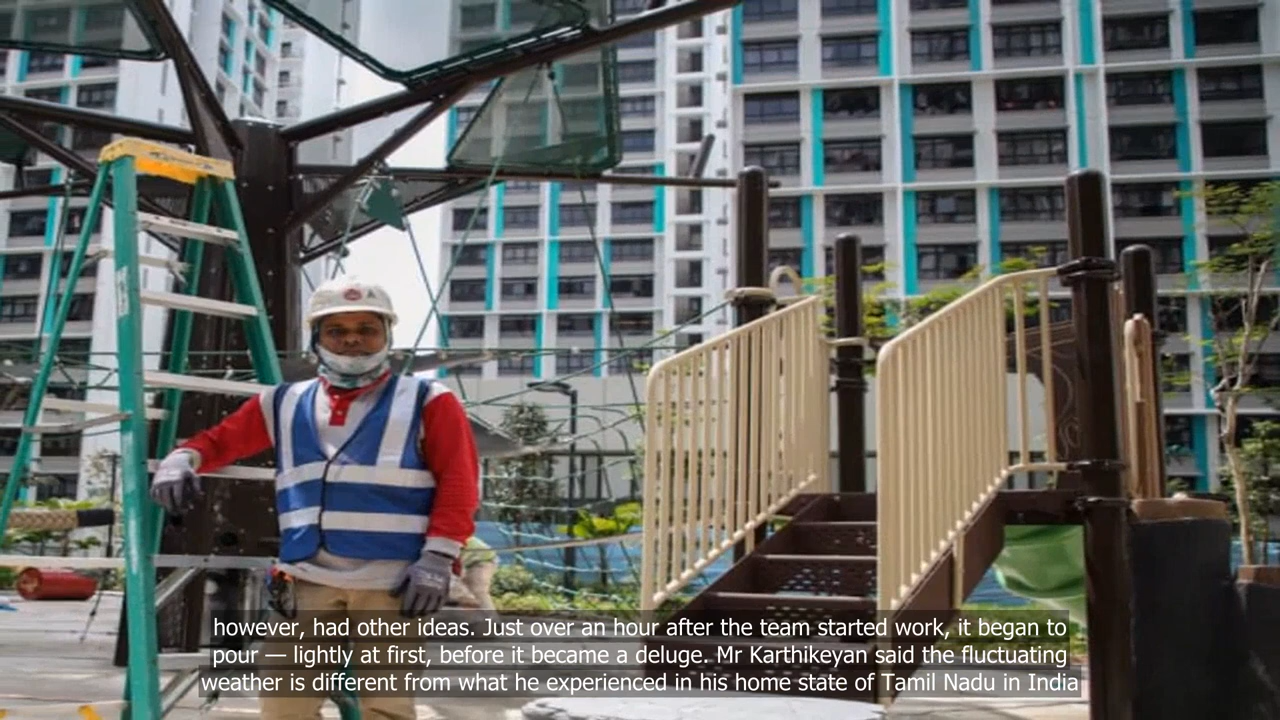 however, had other ideas. Just over an hour after the team started work, it began to
pour — lightly at first, before it became a deluge. Mr Karthikeyan said the fluctuating
weather is different from what he experienced in his home state of Tamil Nadu in India